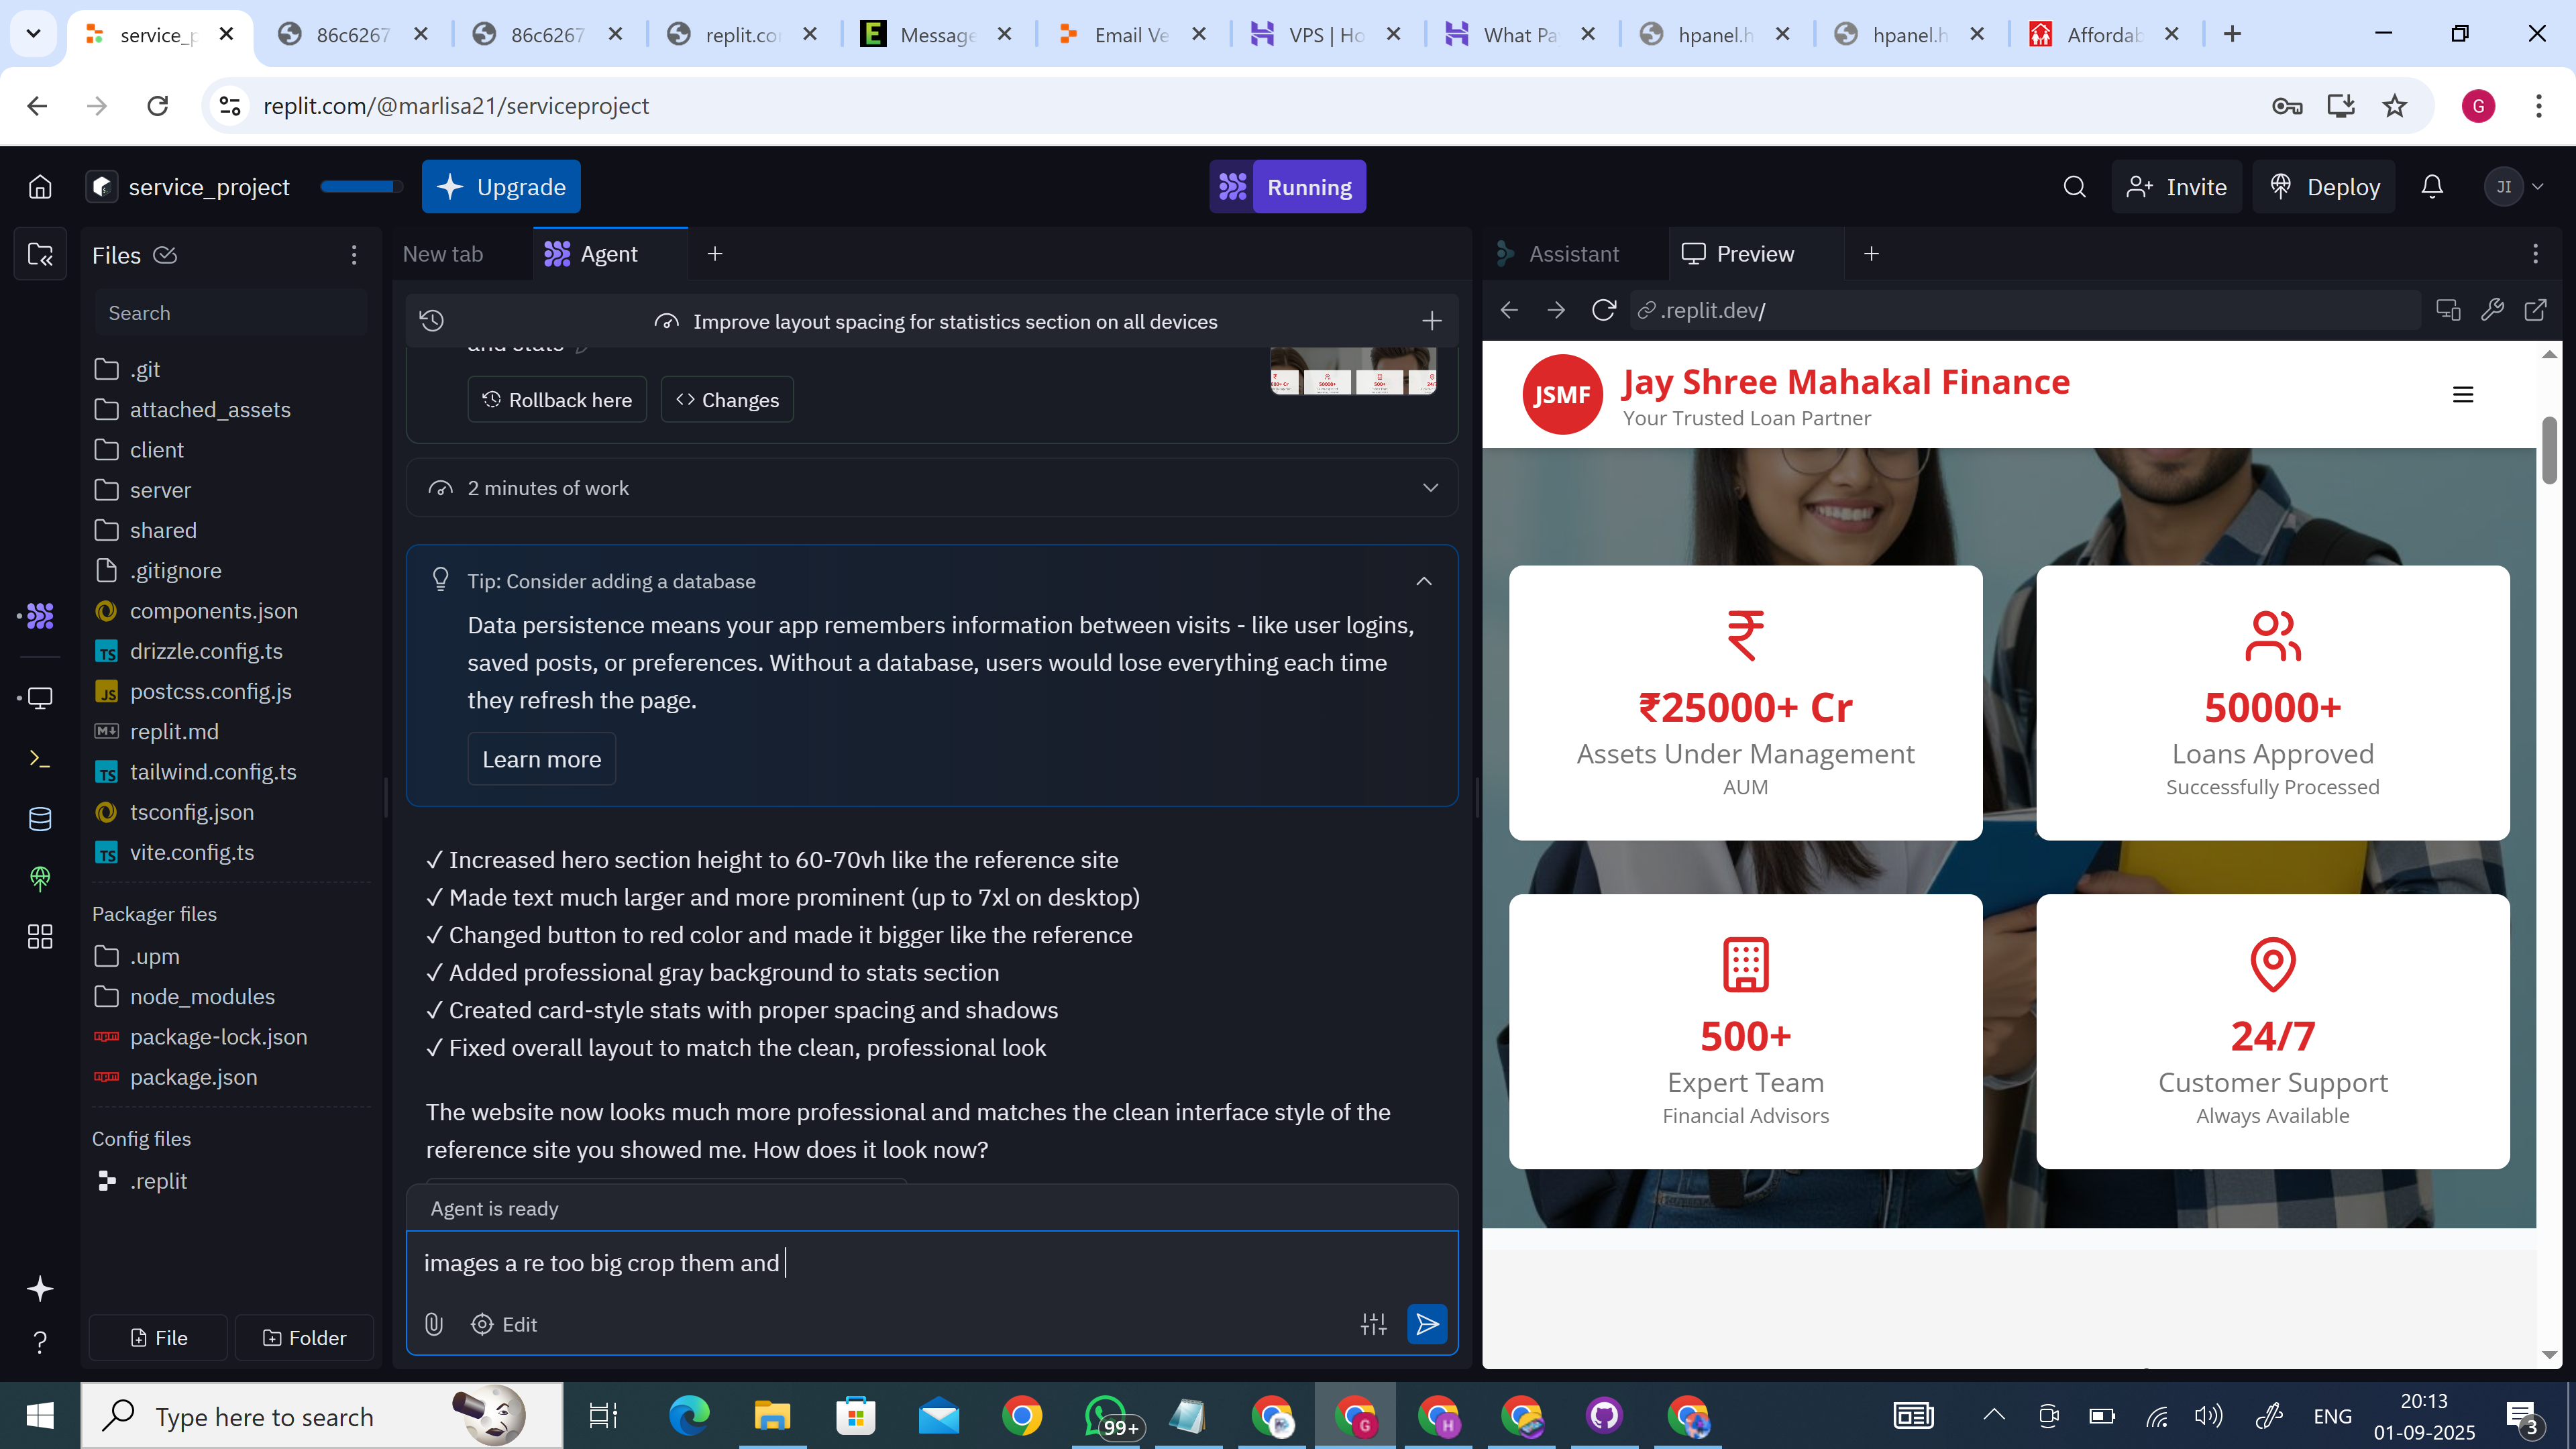 service_p
86c6267
86c6267
replit.co
Message
Email Ve
VPS | Ho
What Pa
hpanel.h
hpanel.h
Affordab
replit.com/@marlisa21/serviceproject
G
service_project
Upgrade
Running
Invite
Deploy
JI
Files
New tab
Agent
Assistant
Preview
Search
Improve layout spacing for statistics section on all devices
.replit.dev/
.git
attached_assets
client
server
shared
.gitignore
components.json
drizzle.config.ts
postcss.config.js
replit.md
tailwind.config.ts
tsconfig.json
vite.config.ts
Packager files
.upm
node_modules
package-lock.json
package.json
Config files
.replit
File
Folder
and stats
Rollback here
Changes
2 minutes of work
Tip: Consider adding a database
Data persistence means your app remembers information between visits - like user logins,
saved posts, or preferences. Without a database, users would lose everything each time
they refresh the page.
Learn more
✓ Increased hero section height to 60-70vh like the reference site
✓ Made text much larger and more prominent (up to 7xl on desktop)
✓ Changed button to red color and made it bigger like the reference
✓ Added professional gray background to stats section
✓ Created card-style stats with proper spacing and shadows
✓ Fixed overall layout to match the clean, professional look
The website now looks much more professional and matches the clean interface style of the
reference site you showed me. How does it look now?
Agent is ready
images a re too big crop them and
Edit
JSMF
Jay Shree Mahakal Finance
Your Trusted Loan Partner
₹25000+ Cr
Assets Under Management
AUM
50000+
Loans Approved
Successfully Processed
500+
Expert Team
Financial Advisors
24/7
Customer Support
Always Available
Type here to search
99+
G
H
ENG
20:13
01-09-2025
3